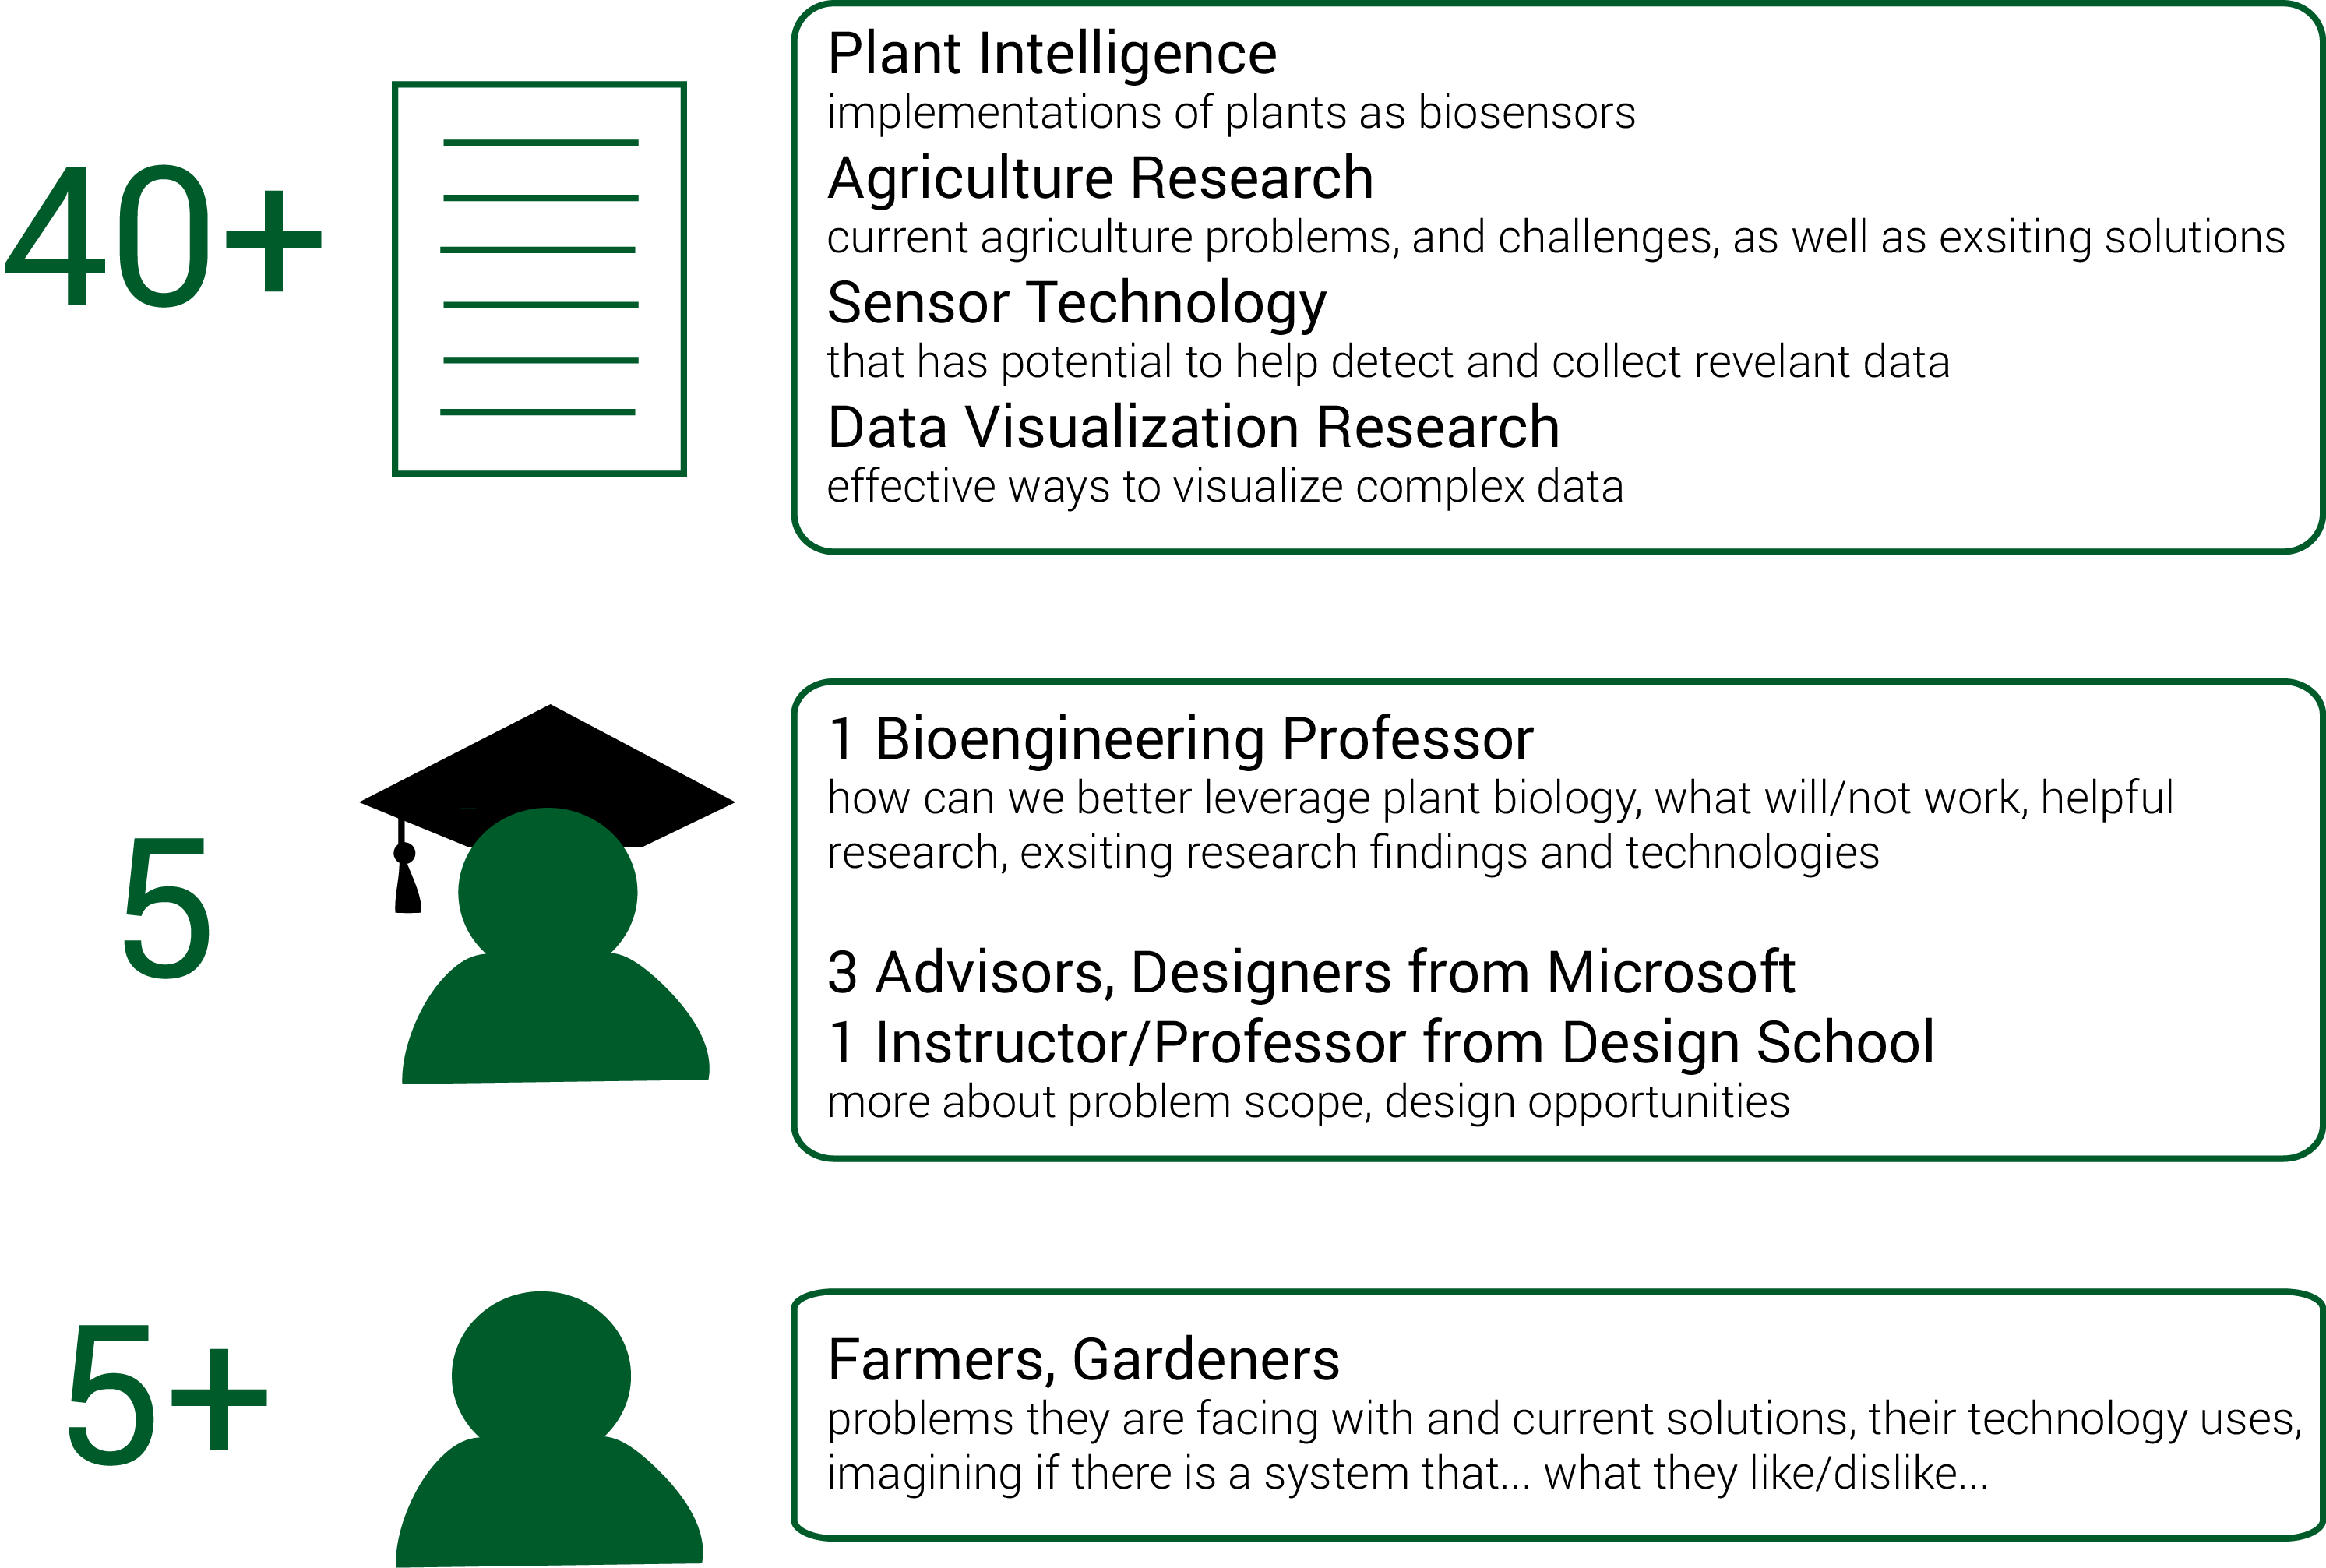 40+
Plant Intelligence
implementations of plants as biosensors
Agriculture Research
current agriculture problems, and challenges, as well as exsiting solutions
Sensor Technology
that has potential to help detect and collect revelant data
Data Visualization Research
effective ways to visualize complex data
5
1 Bioengineering Professor
how can we better leverage plant biology, what will/not work, helpful
research, exsiting research findings and technologies
3 Advisors, Designers from Microsoft
1 Instructor/Professor from Design School
more about problem scope, design opportunities
5+
Farmers, Gardeners
problems they are facing with and current solutions, their technology uses,
imagining if there is a system that... what they like/dislike...